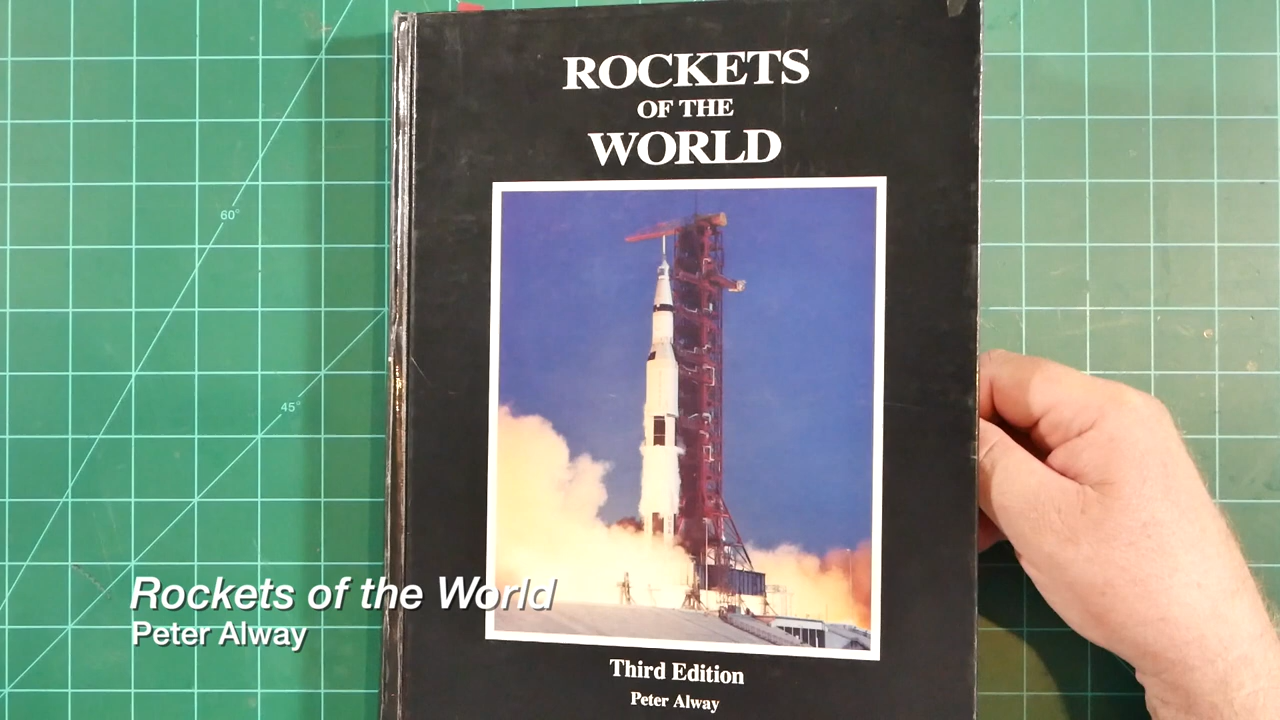 ROCKETS
OF THE
WORLD
60°
45°
Rockets of the World
Peter Alway
Third Edition
Peter Alway